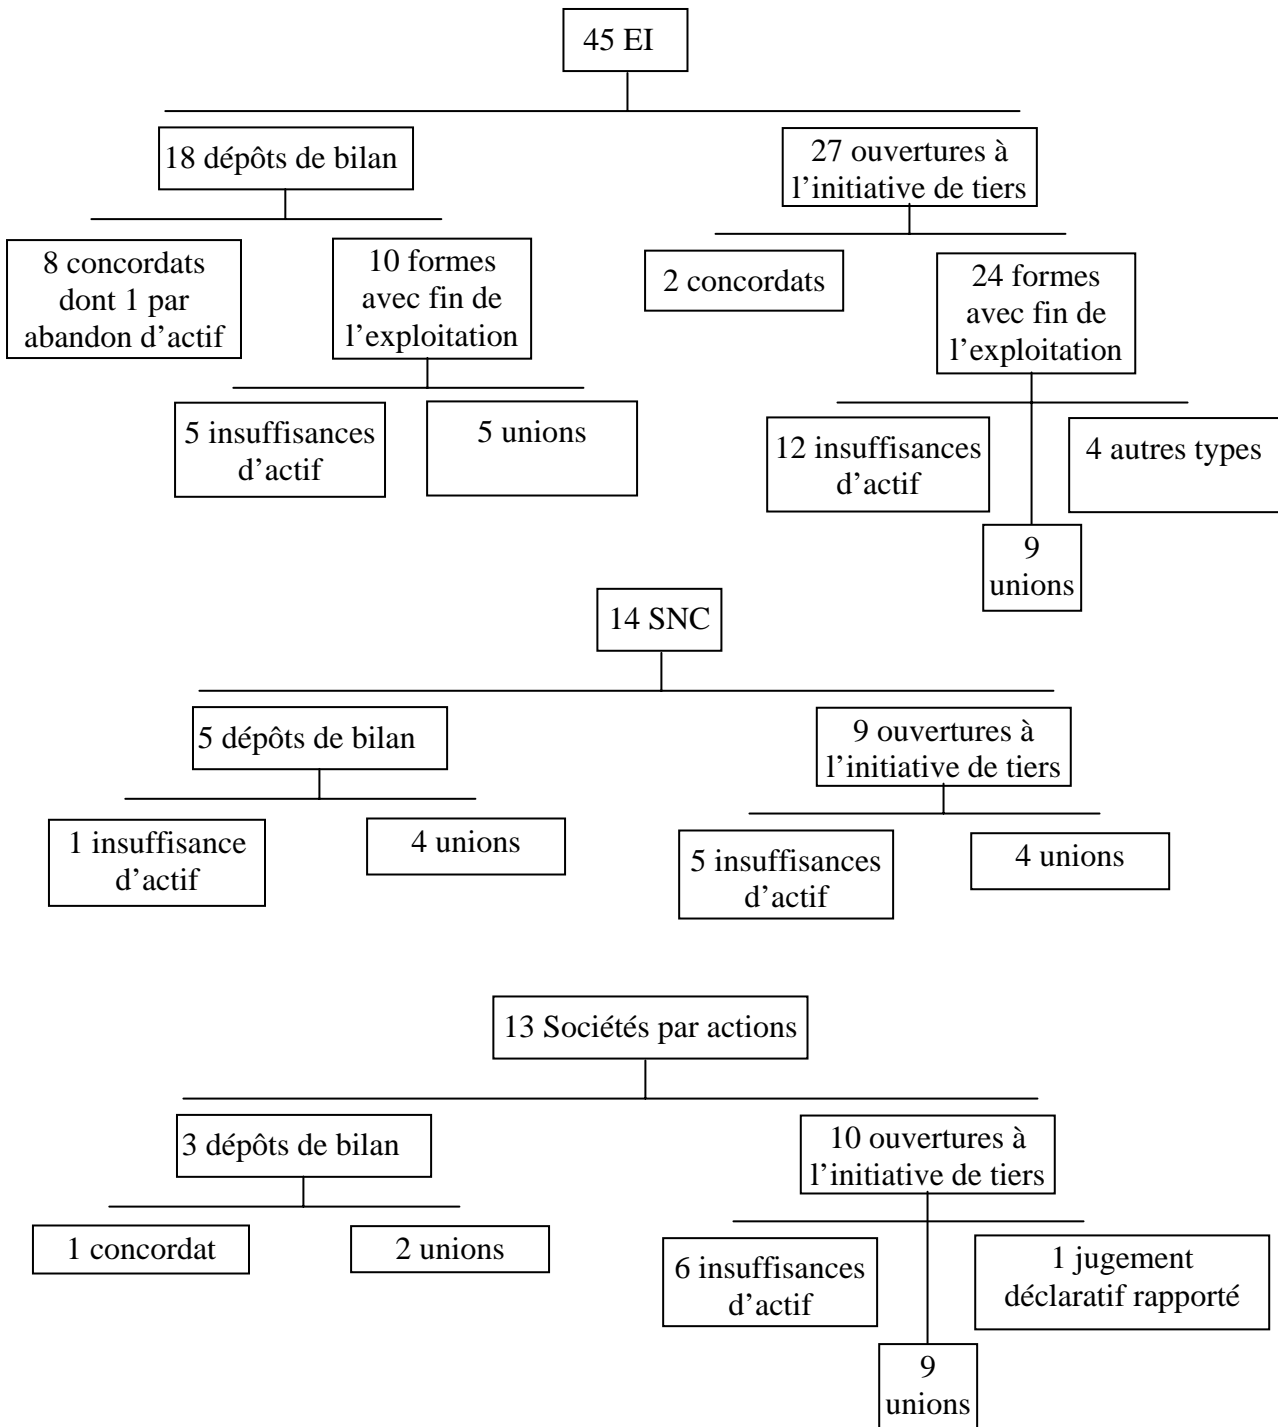 45 EI
18 dépôts de bilan
27 ouvertures à
l’initiative de tiers
8 concordats
dont 1 par
abandon d’actif
10 formes
avec fin de
l’exploitation
2 concordats
24 formes
avec fin de
l’exploitation
5 insuffisances
d’actif
5 unions
12 insuffisances
d’actif
4 autres types
9
unions
14 SNC
5 dépôts de bilan
9 ouvertures à
l’initiative de tiers
1 insuffisance
d’actif
4 unions
5 insuffisances
d’actif
4 unions
13 Sociétés par actions
3 dépôts de bilan
10 ouvertures à
l’initiative de tiers
1 concordat
2 unions
6 insuffisances
d’actif
1 jugement
déclaratif rapporté
9
unions